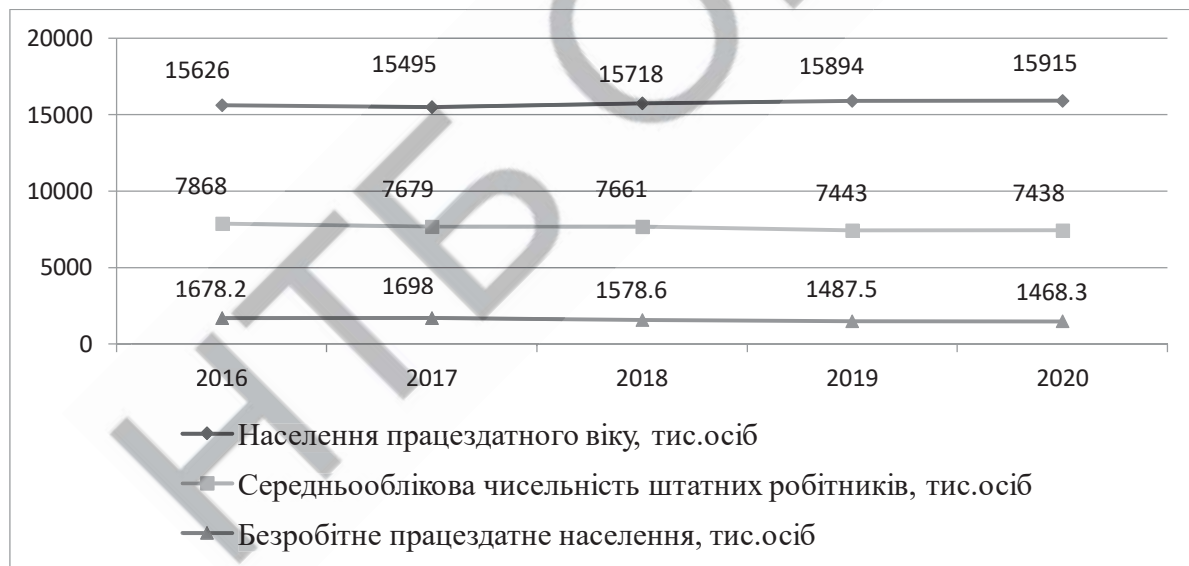 20000
15626 15495 15718 15894 15915
15000
7868 7679 7661 7443 7438
10000
5000
1678.2 1698 1578.6 1487.5 1468.3
0
2016 2017 2018 2019 2020
Населення працездатного віку, тис.осіб
Середньооблікова чисельність штатних робітників, тис.осіб
Безробітне працездатне населення, тис.осіб
НТБ